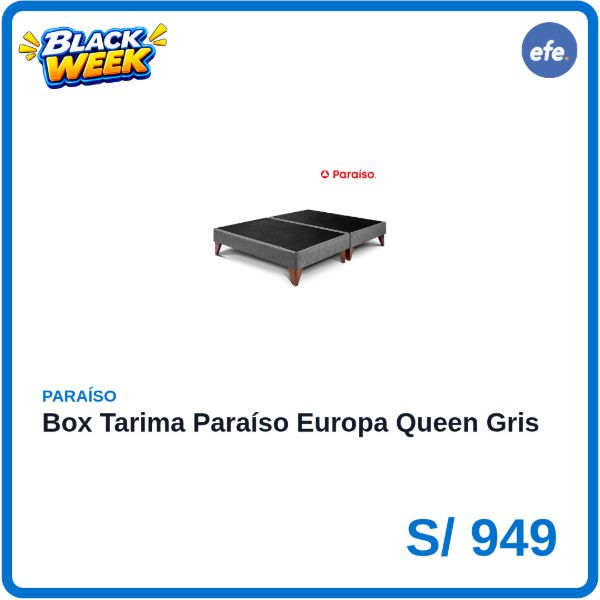 BLACK
WEEK
efe.
Paraíso
PARAÍSO
Box Tarima Paraíso Europa Queen Gris
S/ 949